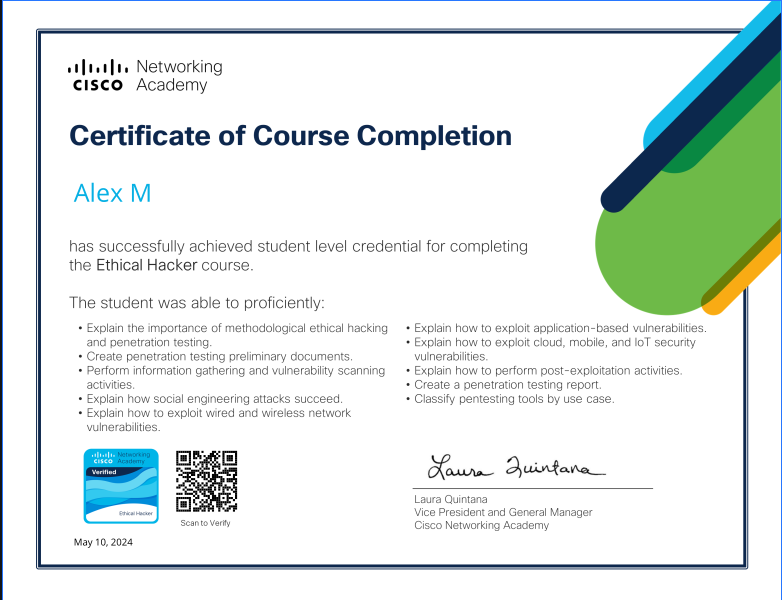 Networking
CISCO Academy
Certificate of Course Completion
Alex M
has successfully achieved student level credential for completing
the Ethical Hacker course.
The student was able to proficiently:
• Explain the importance of methodological ethical hacking
and penetration testing.
• Create penetration testing preliminary documents.
• Perform information gathering and vulnerability scanning
activities.
• Explain how social engineering attacks succeed.
• Explain how to exploit wired and wireless network
vulnerabilities.
• Explain how to exploit application-based vulnerabilities.
• Explain how to exploit cloud, mobile, and IoT security
vulnerabilities.
• Explain how to perform post-exploitation activities.
• Create a penetration testing report.
• Classify pentesting tools by use case.
Networking
CISCO Academy
Verified
Ethical Hacker
Scan to Verify
May 10, 2024
Laura Quintana
Laura Quintana
Vice President and General Manager
Cisco Networking Academy